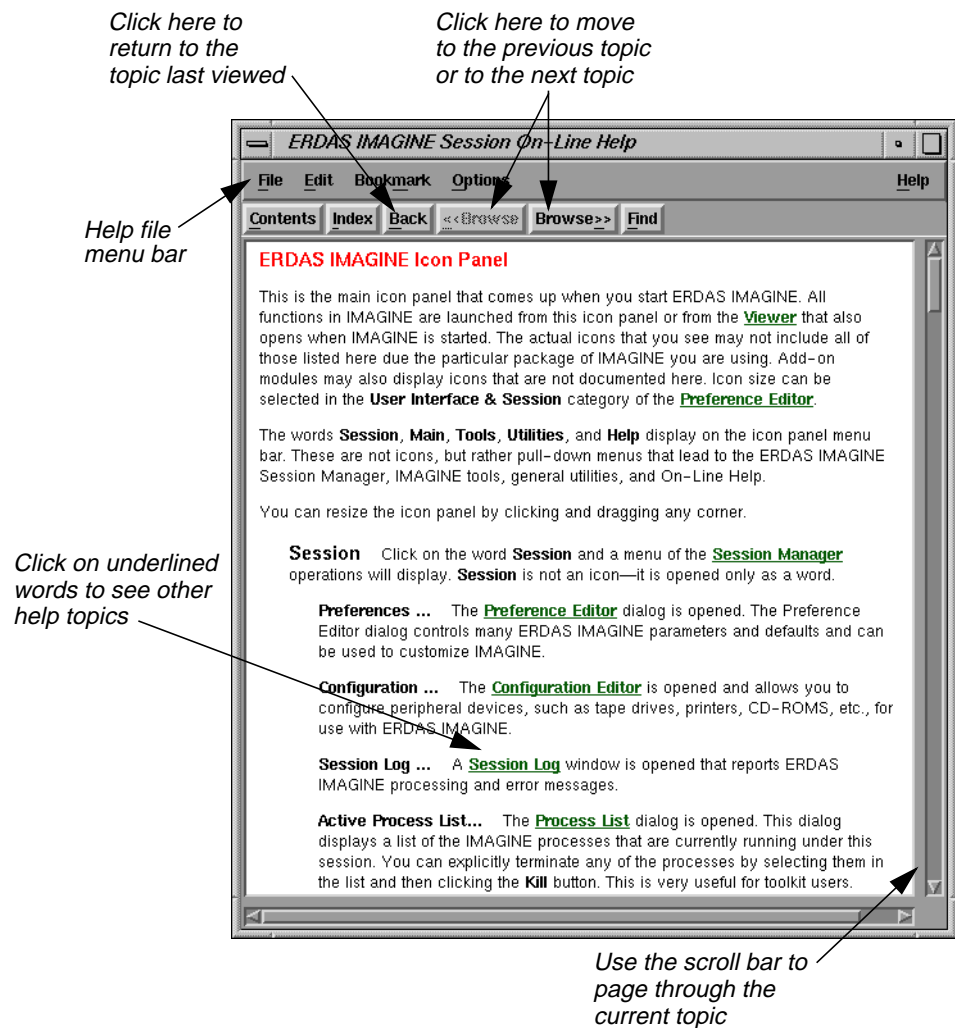 Click here to
return to the
topic last viewed
Click here to move
to the previous topic
or to the next topic
ERDAS IMAGINE Session On-Line Help
File Edit Bookmark Options Help
Help file
menu bar
Contents Index Back <<Browse Browse>> Find
ERDAS IMAGINE Icon Panel
This is the main icon panel that comes up when you start ERDAS IMAGINE. All
functions in IMAGINE are launched from this icon panel or from the Viewer that also
opens when IMAGINE is started. The actual icons that you see may not include all of
those listed here due the particular package of IMAGINE you are using. Add-on
modules may also display icons that are not documented here. Icon size can be
selected in the User Interface & Session category of the Preference Editor.
The words Session, Main, Tools, Utilities, and Help display on the icon panel menu
bar. These are not icons, but rather pull-down menus that lead to the ERDAS IMAGINE
Session Manager, IMAGINE tools, general utilities, and On-Line Help.
You can resize the icon panel by clicking and dragging any corner.
Click on underlined
words to see other
help topics
Session Click on the word Session and a menu of the Session Manager
operations will display. Session is not an icon—it is opened only as a word.
Preferences ... The Preference Editor dialog is opened. The Preference
Editor dialog controls many ERDAS IMAGINE parameters and defaults and can
be used to customize IMAGINE.
Configuration ... The Configuration Editor is opened and allows you to
configure peripheral devices, such as tape drives, printers, CD-ROMS, etc., for
use with ERDAS IMAGINE.
Session Log ... A Session Log window is opened that reports ERDAS
IMAGINE processing and error messages.
Active Process List... The Process List dialog is opened. This dialog
displays a list of the IMAGINE processes that are currently running under this
session. You can explicitly terminate any of the processes by selecting them in
the list and then clicking the Kill button. This is very useful for toolkit users.
Use the scroll bar to
page through the
current topic